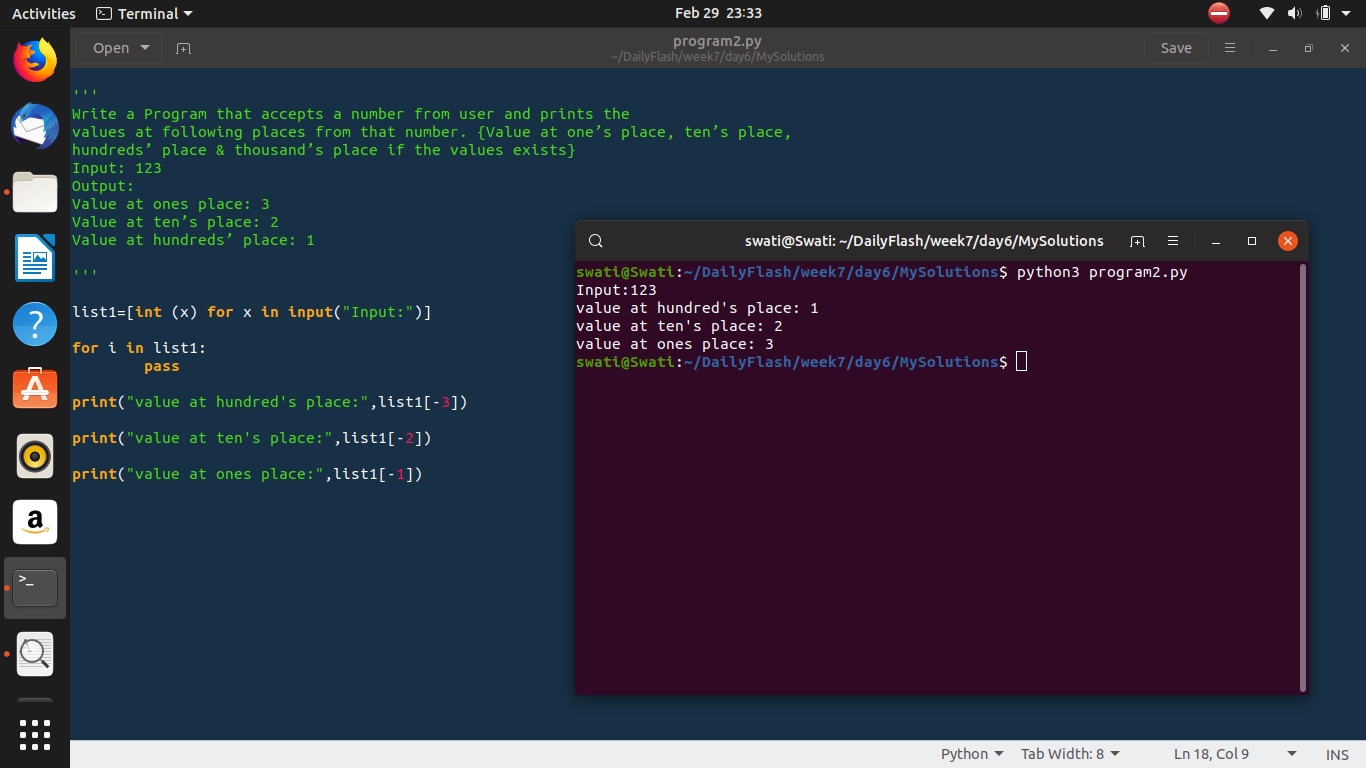 Activities
Terminal
Feb 29 23:33
Open
program2.py
~/DailyFlash/week7/day6/MySolutions
Save
'''
Write a Program that accepts a number from user and prints the
values at following places from that number. {Value at one’s place, ten’s place,
hundreds’ place & thousand’s place if the values exists}
Input: 123
Output:
Value at ones place: 3
Value at ten’s place: 2
Value at hundreds’ place: 1
'''
list1=[int (x) for x in input("Input:")]
for i in list1:
        pass
print("value at hundred's place:",list1[-3])
print("value at ten's place:",list1[-2])
print("value at ones place:",list1[-1])
swati@Swati: ~/DailyFlash/week7/day6/MySolutions
swati@Swati:~/DailyFlash/week7/day6/MySolutions$ python3 program2.py
Input:123
value at hundred's place: 1
value at ten's place: 2
value at ones place: 3
swati@Swati:~/DailyFlash/week7/day6/MySolutions$
Python
Tab Width: 8
Ln 18, Col 9
INS